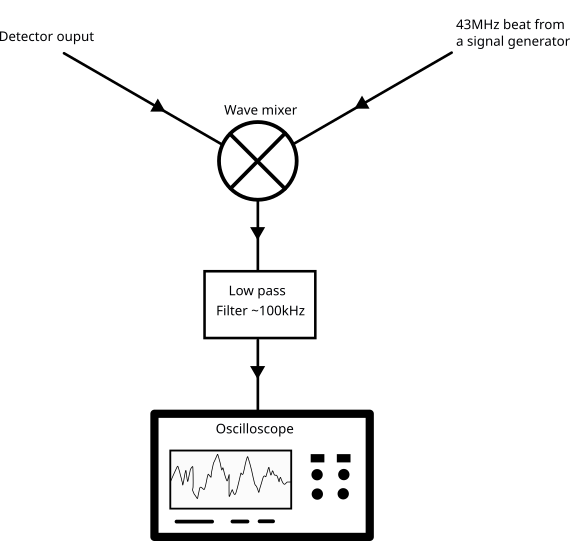 Detector ouput
43MHz beat from
a signal generator
Wave mixer
Low pass
Filter ~100kHz
Oscilloscope